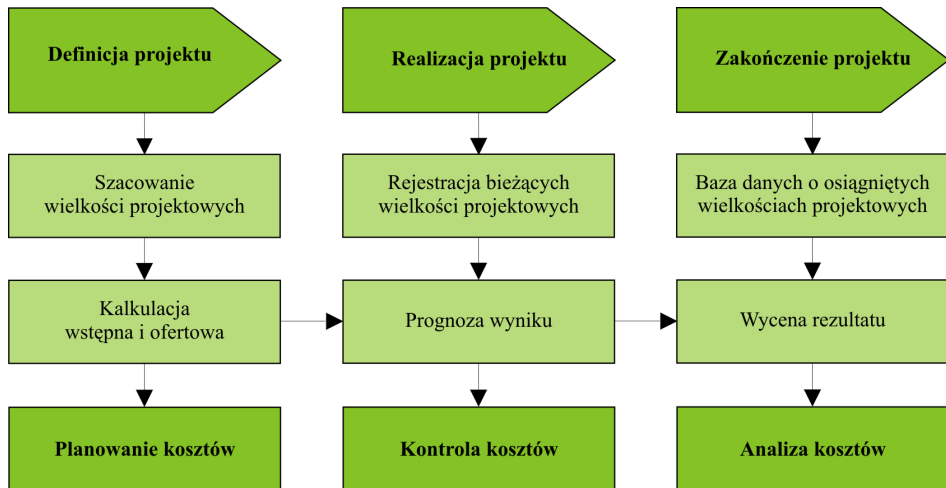 Definicja projektu
Realizacja projektu
Zakończenie projektu
Szacowanie
wielkości projektowych
Rejestracja bieżących
wielkości projektowych
Baza danych o osiągniętych
wielkościach projektowych
Kalkulacja
wstępna i ofertowa
Prognoza wyniku
Wycena rezultatu
Planowanie kosztów
Kontrola kosztów
Analiza kosztów